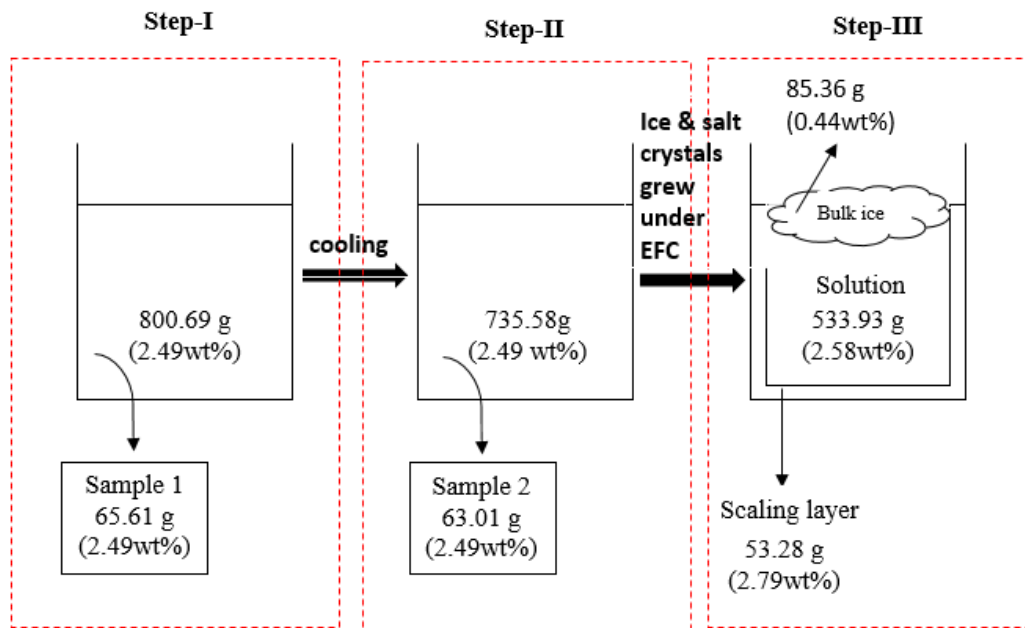 Step-I
800.69 g
(2.49wt%)
Sample 1
65.61 g
(2.49wt%)
cooling
Step-II
735.58g
(2.49 wt%)
Sample 2
63.01 g
(2.49wt%)
Ice & salt
crystals
grew
under
EFC
Step-III
85.36 g
(0.44wt%)
Bulk ice
Solution
533.93 g
(2.58wt%)
Scaling layer
53.28 g
(2.79wt%)